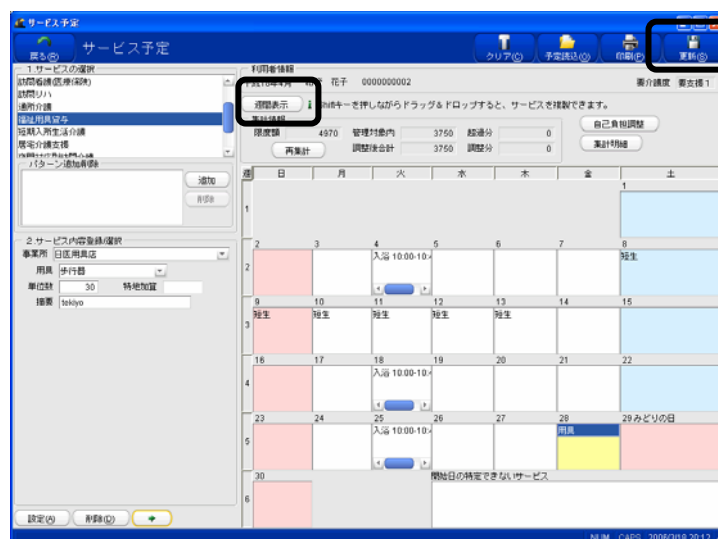 サービス予定
戻る(R)
サービス予定
クリア(C)
予定読込(O)
印刷(P)
更新(S)
1.サービスの選択
訪問看護(医療保険)
訪問リハ
通所介護
福祉用具貸与
短期入所生活介護
居宅介護支援
パターン追加削除
追加
削除
2.サービス内容登録/選択
事業所 日医用具店
用具 歩行器
単位数 30 特地加算
摘要 tekiyo
設定(A)
削除(D)
利用者情報
花子 0000000002
要介護度 要支援1
週間表示
Shiftキーを押しながらドラッグ&ドロップすると、サービスを複製できます。
集計情報
限度額 4970 管理対象内 3750 超過分 0
再集計
調整後合計 3750 調整分 0
自己負担調整
集計明細
週 日 月 火 水 木 金 土
1
1
2 3 4 5 6 7 8
2
入浴 10:00-10:4
短生
9 10 11 12 13 14 15
3
短生 短生 短生 短生 短生
16 17 18 19 20 21 22
4
入浴 10:00-10:4
23 24 25 26 27 28 29 みどりの日
5
入浴 10:00-10:4
用具
30
開始日の特定できないサービス
6
NUM CAPS 2006/3/18 20:12